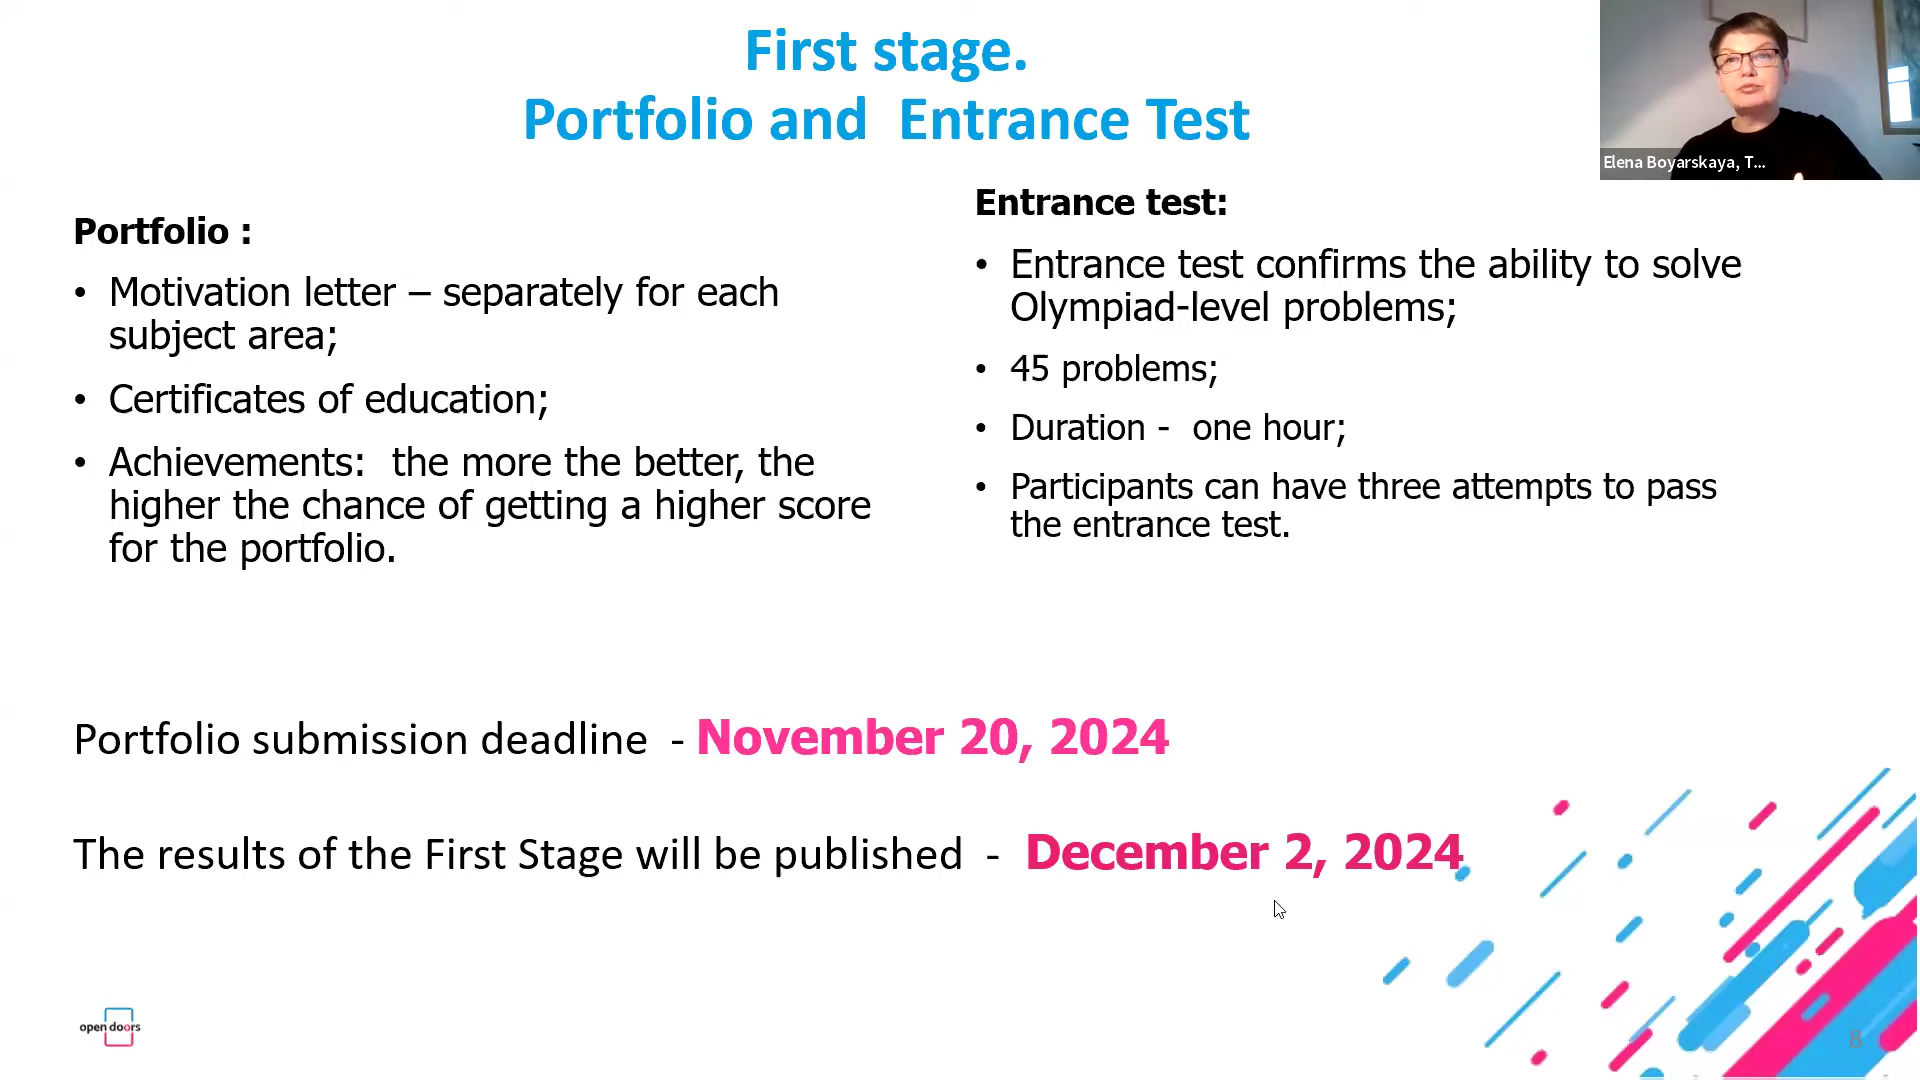 First stage.
Portfolio and Entrance Test
Elena Boyarskaya, T...
Portfolio :
• Motivation letter – separately for each
subject area;
• Certificates of education;
• Achievements: the more the better, the
higher the chance of getting a higher score
for the portfolio.
Entrance test:
• Entrance test confirms the ability to solve
Olympiad-level problems;
• 45 problems;
• Duration - one hour;
• Participants can have three attempts to pass
the entrance test.
Portfolio submission deadline - November 20, 2024
The results of the First Stage will be published - December 2, 2024
open doors
8